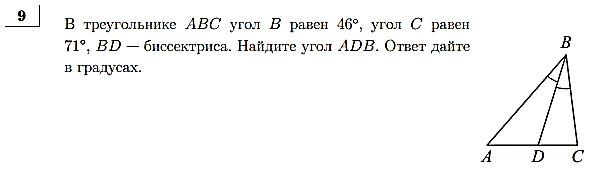 9
В треугольнике ABC угол B равен 46°, угол C равен
71°, BD — биссектриса. Найдите угол ADB. Ответ дайте
в градусах.
B
A D C